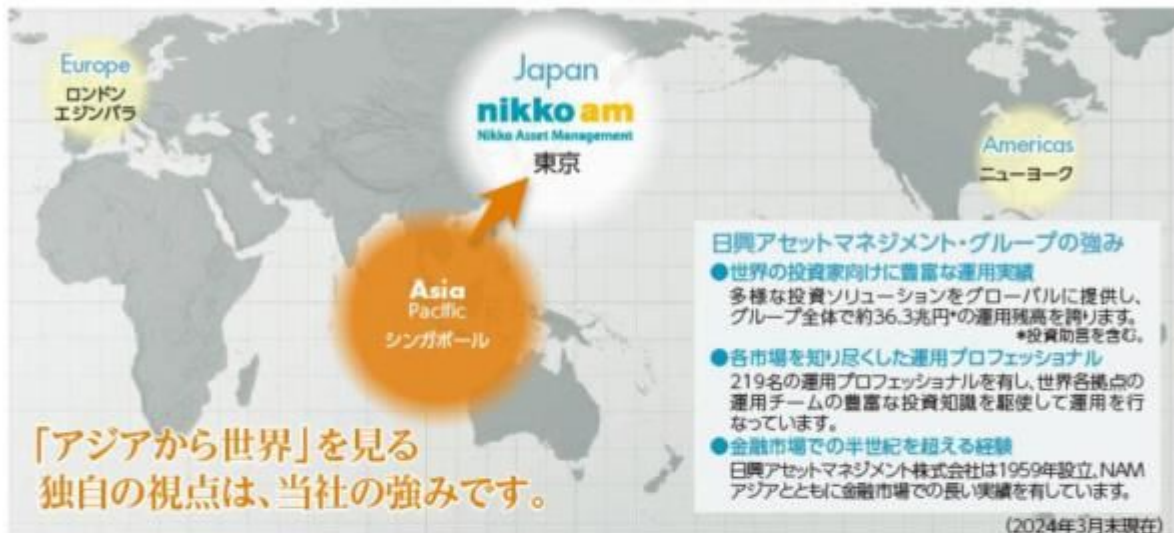 Europe
ロンドン
エジンバラ
Japan
nikko am
Nikko Asset Management
東京
Americas
ニューヨーク
Asia
Pacific
シンガポール
「アジアから世界」を見る
独自の視点は、当社の強みです。
日興アセットマネジメント・グループの強み
●世界の投資家向けに豊富な運用実績
多様な投資ソリューションをグローバルに提供し、
グループ全体で約36.3兆円*の運用残高を誇ります。
*投資助言を含む。
●各市場を知り尽くした運用プロフェッショナル
219名の運用プロフェッショナルを有し、世界各拠点の
運用チームの豊富な投資知識を駆使して運用を行
なっています。
●金融市場での半世紀を超える経験
日興アセットマネジメント株式会社は1959年設立、NAM
アジアとともに金融市場での長い実績を有しています。
(2024年3月末現在)